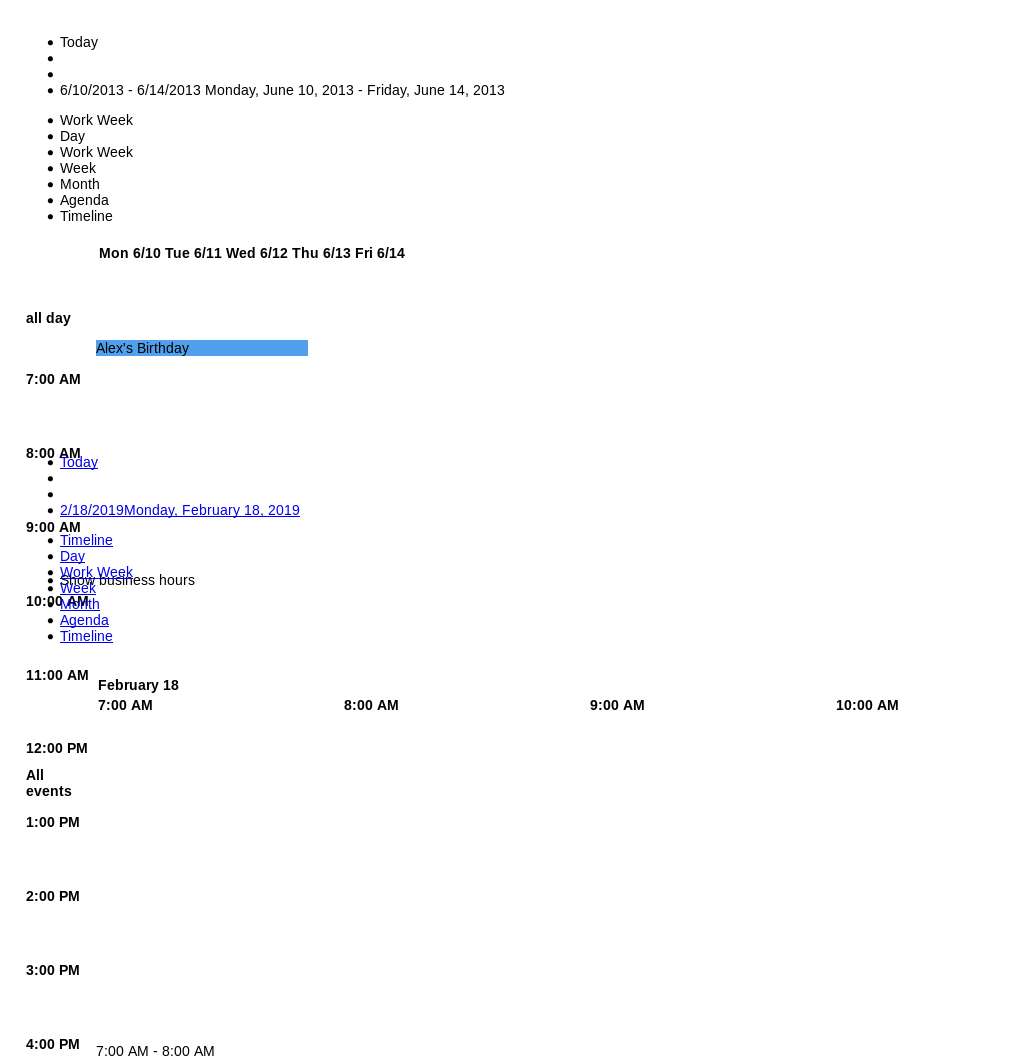 Today
6/10/2013 - 6/14/2013 Monday, June 10, 2013 - Friday, June 14, 2013
Work Week
Day
Work Week
Week
Month
Agenda
Timeline
Mon 6/10 Tue 6/11 Wed 6/12 Thu 6/13 Fri 6/14
all day
Alex's Birthday
7:00 AM
8:00 AM
Today
2/18/2019Monday, February 18, 2019
9:00 AM
Timeline
Day
Work Week
Show business hours
Week
10:00 AM
Month
Agenda
Timeline
11:00 AM
February 18
7:00 AM 8:00 AM 9:00 AM 10:00 AM
12:00 PM
All
events
1:00 PM
2:00 PM
3:00 PM
4:00 PM
7:00 AM - 8:00 AM